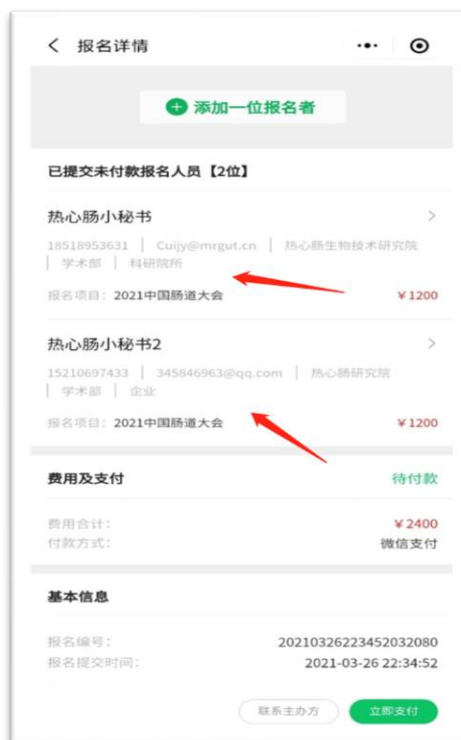 报名详情
添加一位报名者
已提交未付款报名人员【2位】
热心肠小秘书
18518953631 | Cuijy@mrgut.cn | 热心肠生物技术研究院
| 学术部 | 科研院所
报名项目：2021中国肠道大会 ￥1200
热心肠小秘书2
15210697433 | 345846963@qq.com | 热心肠研究院
| 学术部 | 企业
报名项目：2021中国肠道大会 ￥1200
费用及支付 待付款
费用合计： ￥2400
付款方式： 微信支付
基本信息
报名编号： 20210326223452032080
报名提交时间： 2021-03-26 22:34:52
联系主办方 立即支付